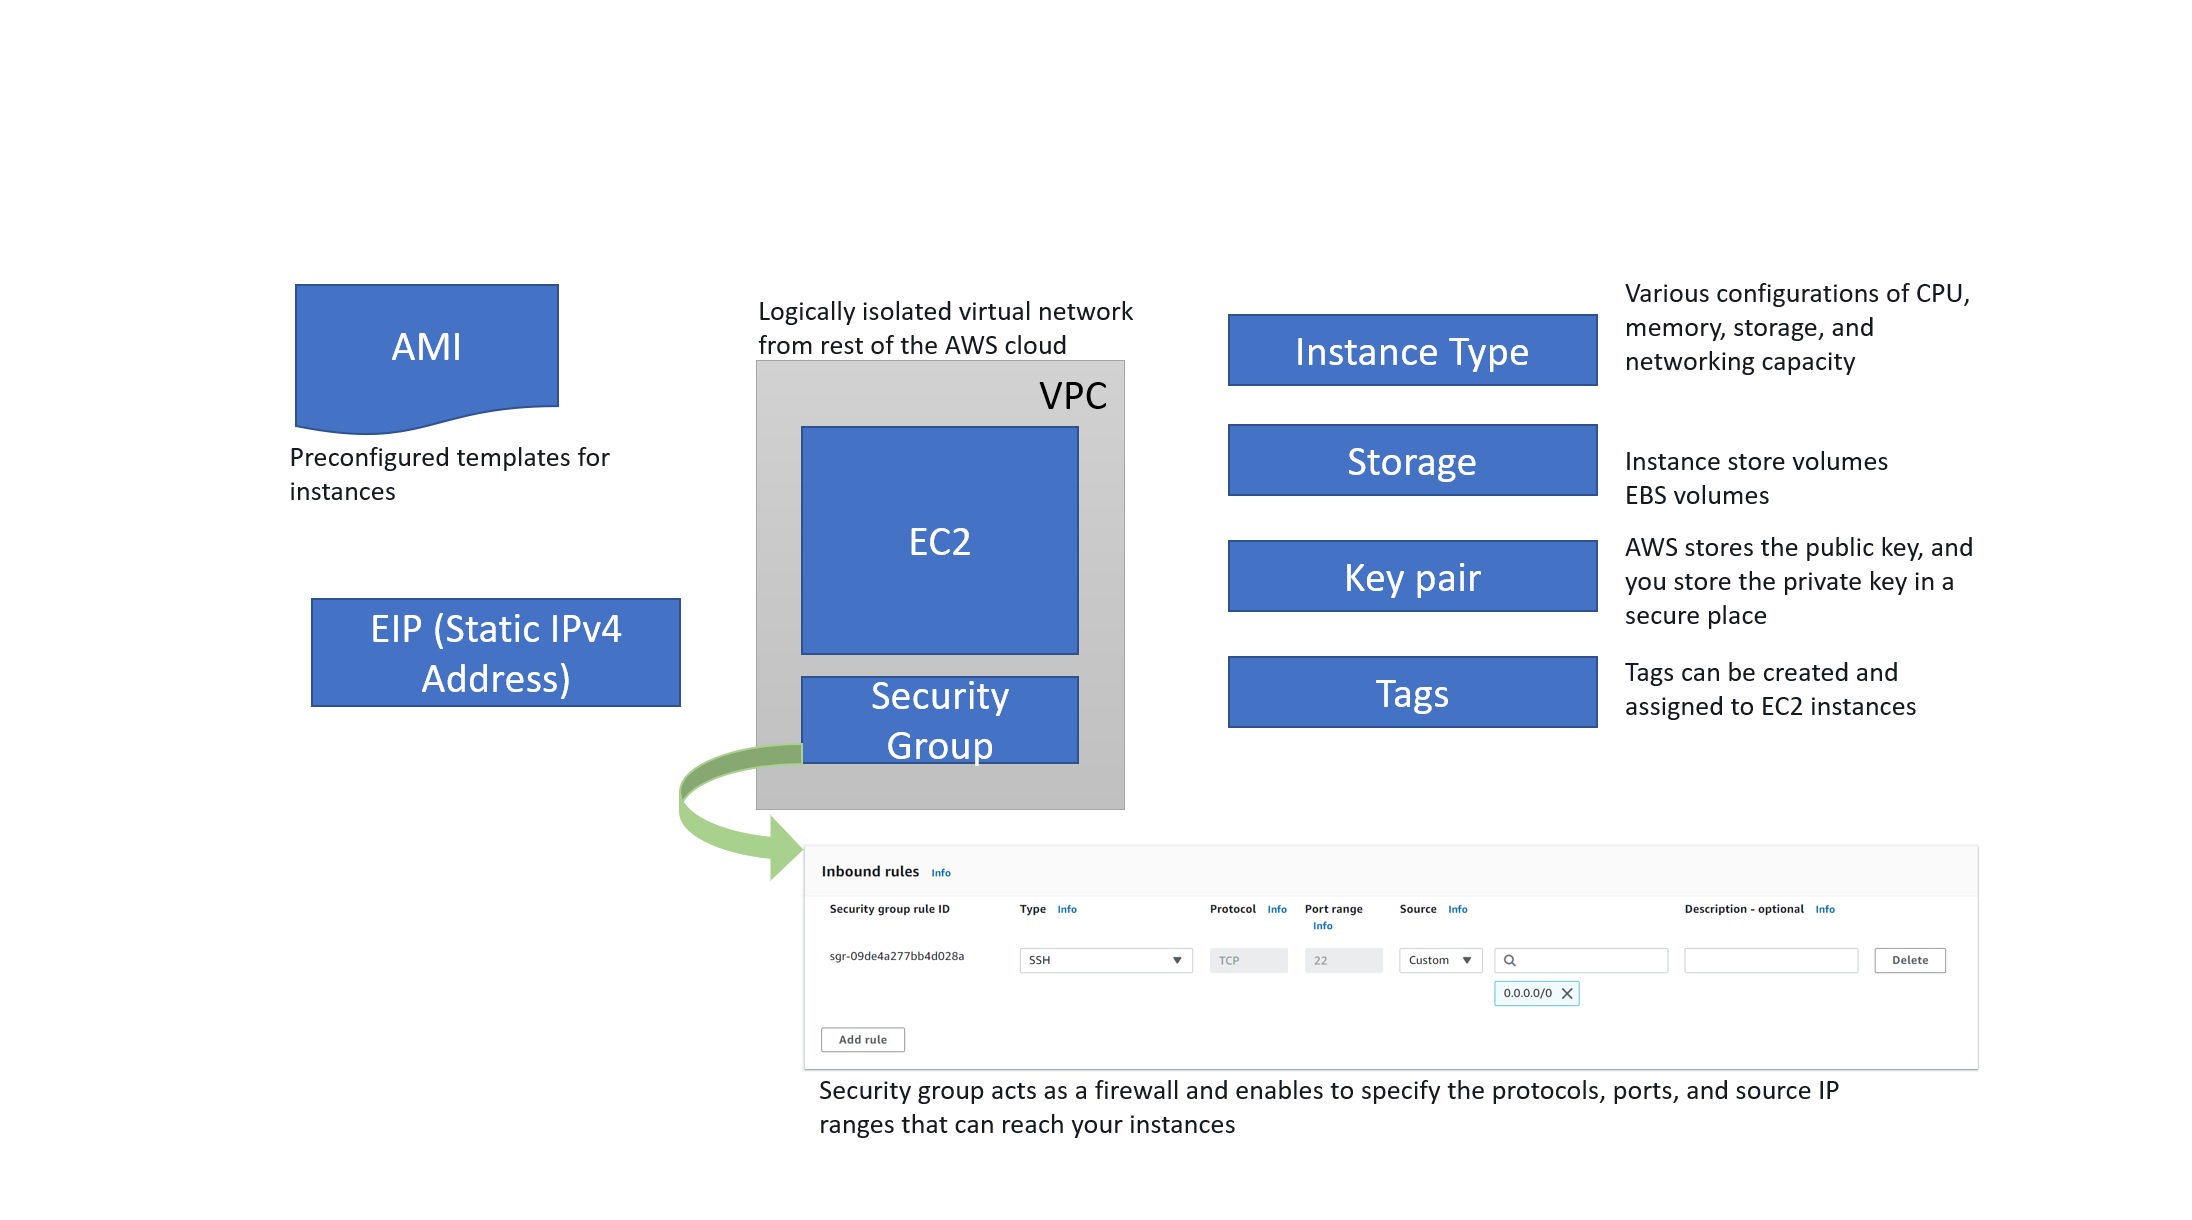 AMI
Preconfigured templates for
instances
EIP (Static IPv4
Address)
Logically isolated virtual network
from rest of the AWS cloud
VPC
EC2
Security
Group
Instance Type
Various configurations of CPU,
memory, storage, and
networking capacity
Storage
Instance store volumes
EBS volumes
Key pair
AWS stores the public key, and
you store the private key in a
secure place
Tags
Tags can be created and
assigned to EC2 instances
Inbound rules Info
Security group rule ID Type Info Protocol Info Port range Source Info Description - optional Info
Info
sgr-09de4a277bb4d028a SSH TCP 22 Custom Delete
0.0.0.0/0
Add rule
Security group acts as a firewall and enables to specify the protocols, ports, and source IP
ranges that can reach your instances